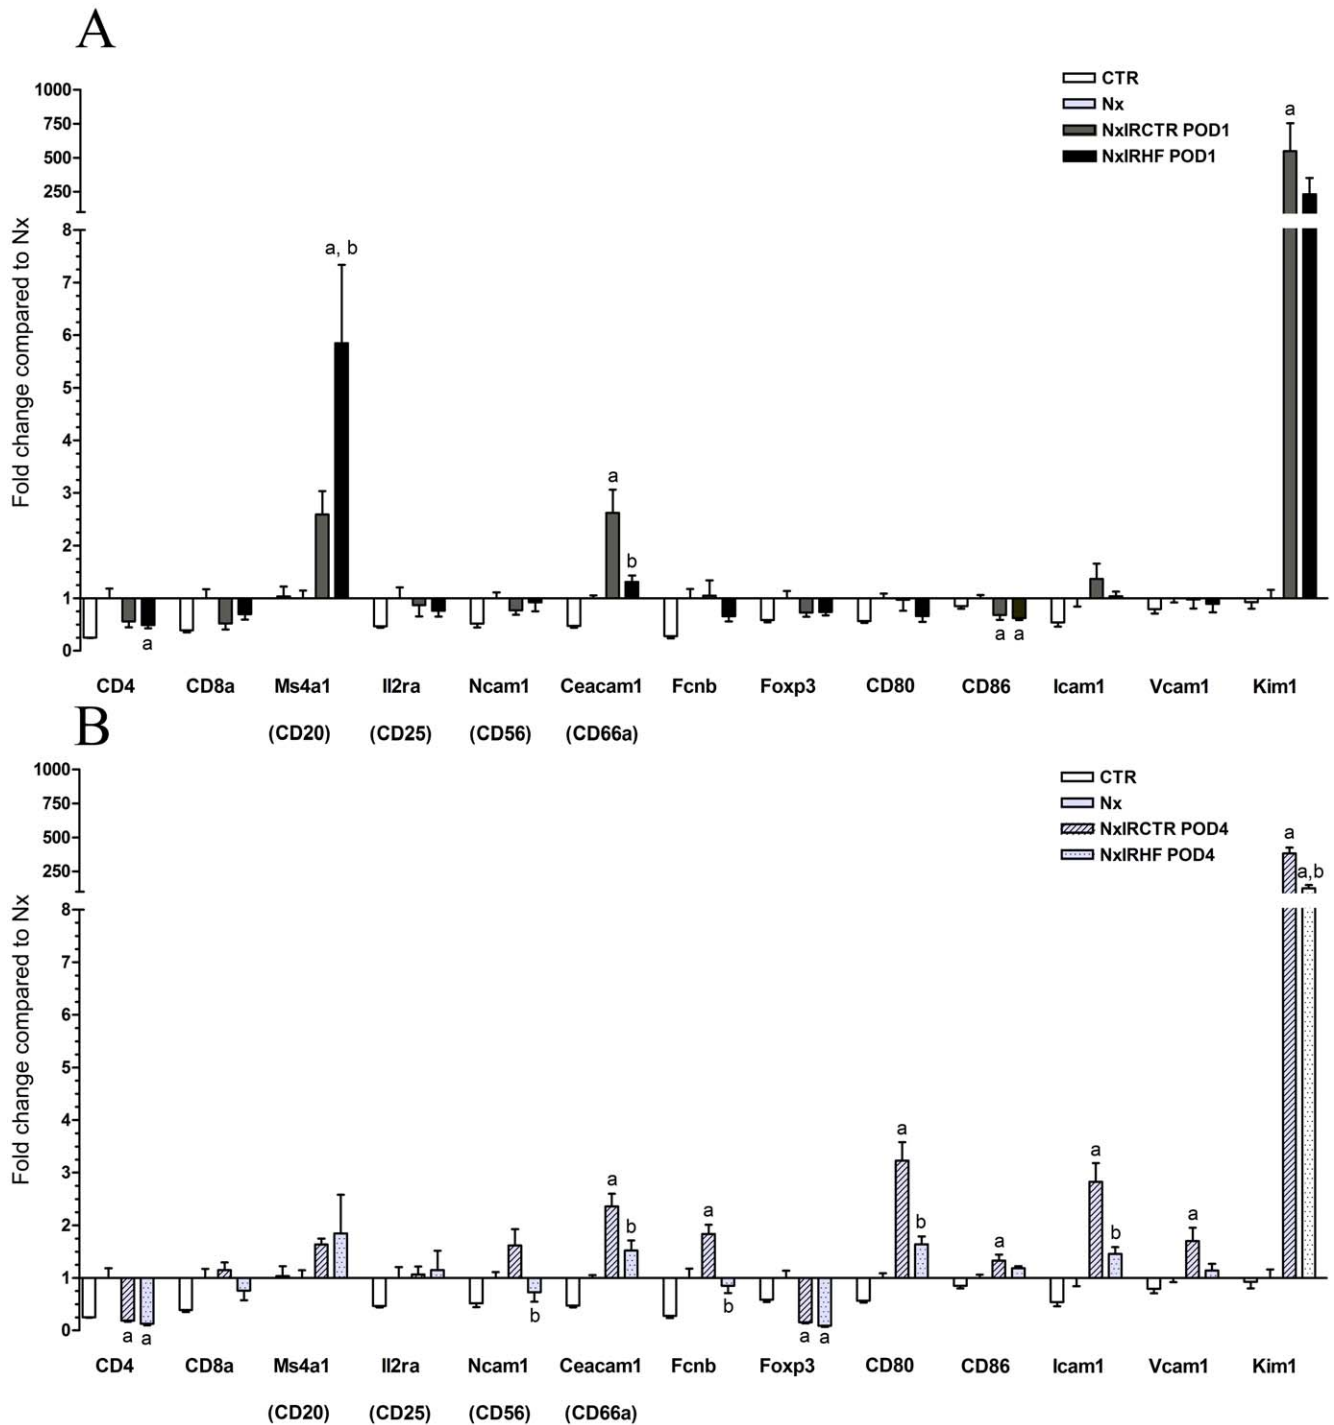 A
CTR
Nx
NxIRCTR POD1
NxIRHF POD1
Fold change compared to Nx
1000
750
500
250
8
7
6
5
4
3
2
1
0
a, b
a
a
b
a
a a
CD4 CD8a Ms4a1 Il2ra Ncam1 Ceacam1 Fcnb Foxp3 CD80 CD86 Icam1 Vcam1 Kim1
(CD20) (CD25) (CD56) (CD66a)
B
CTR
Nx
NxIRCTR POD4
NxIRHF POD4
Fold change compared to Nx
1000
750
500
250
8
7
6
5
4
3
2
1
0
a
a,b
a
a
a
b
a
b
a
a
b
a
b
b
a a
a a
CD4 CD8a Ms4a1 Il2ra Ncam1 Ceacam1 Fcnb Foxp3 CD80 CD86 Icam1 Vcam1 Kim1
(CD20) (CD25) (CD56) (CD66a)